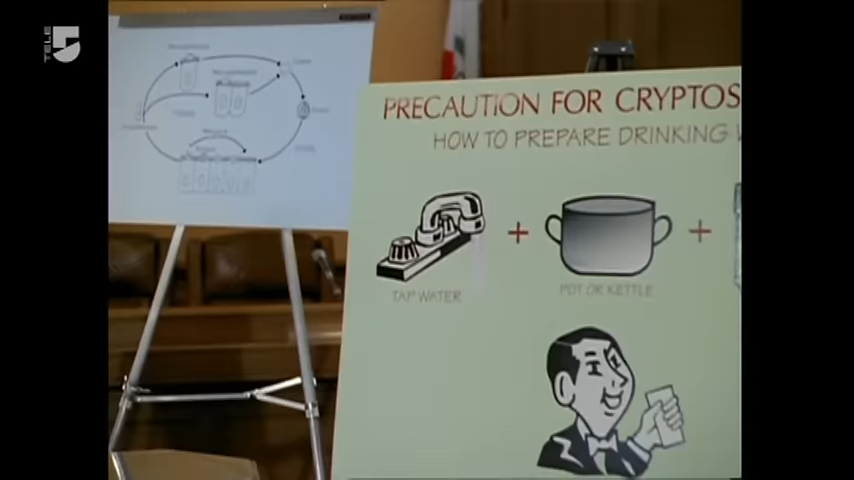 TELE 5
PRECAUTION FOR CRYPTOS
HOW TO PREPARE DRINKING
TAP WATER
POT OR KETTLE